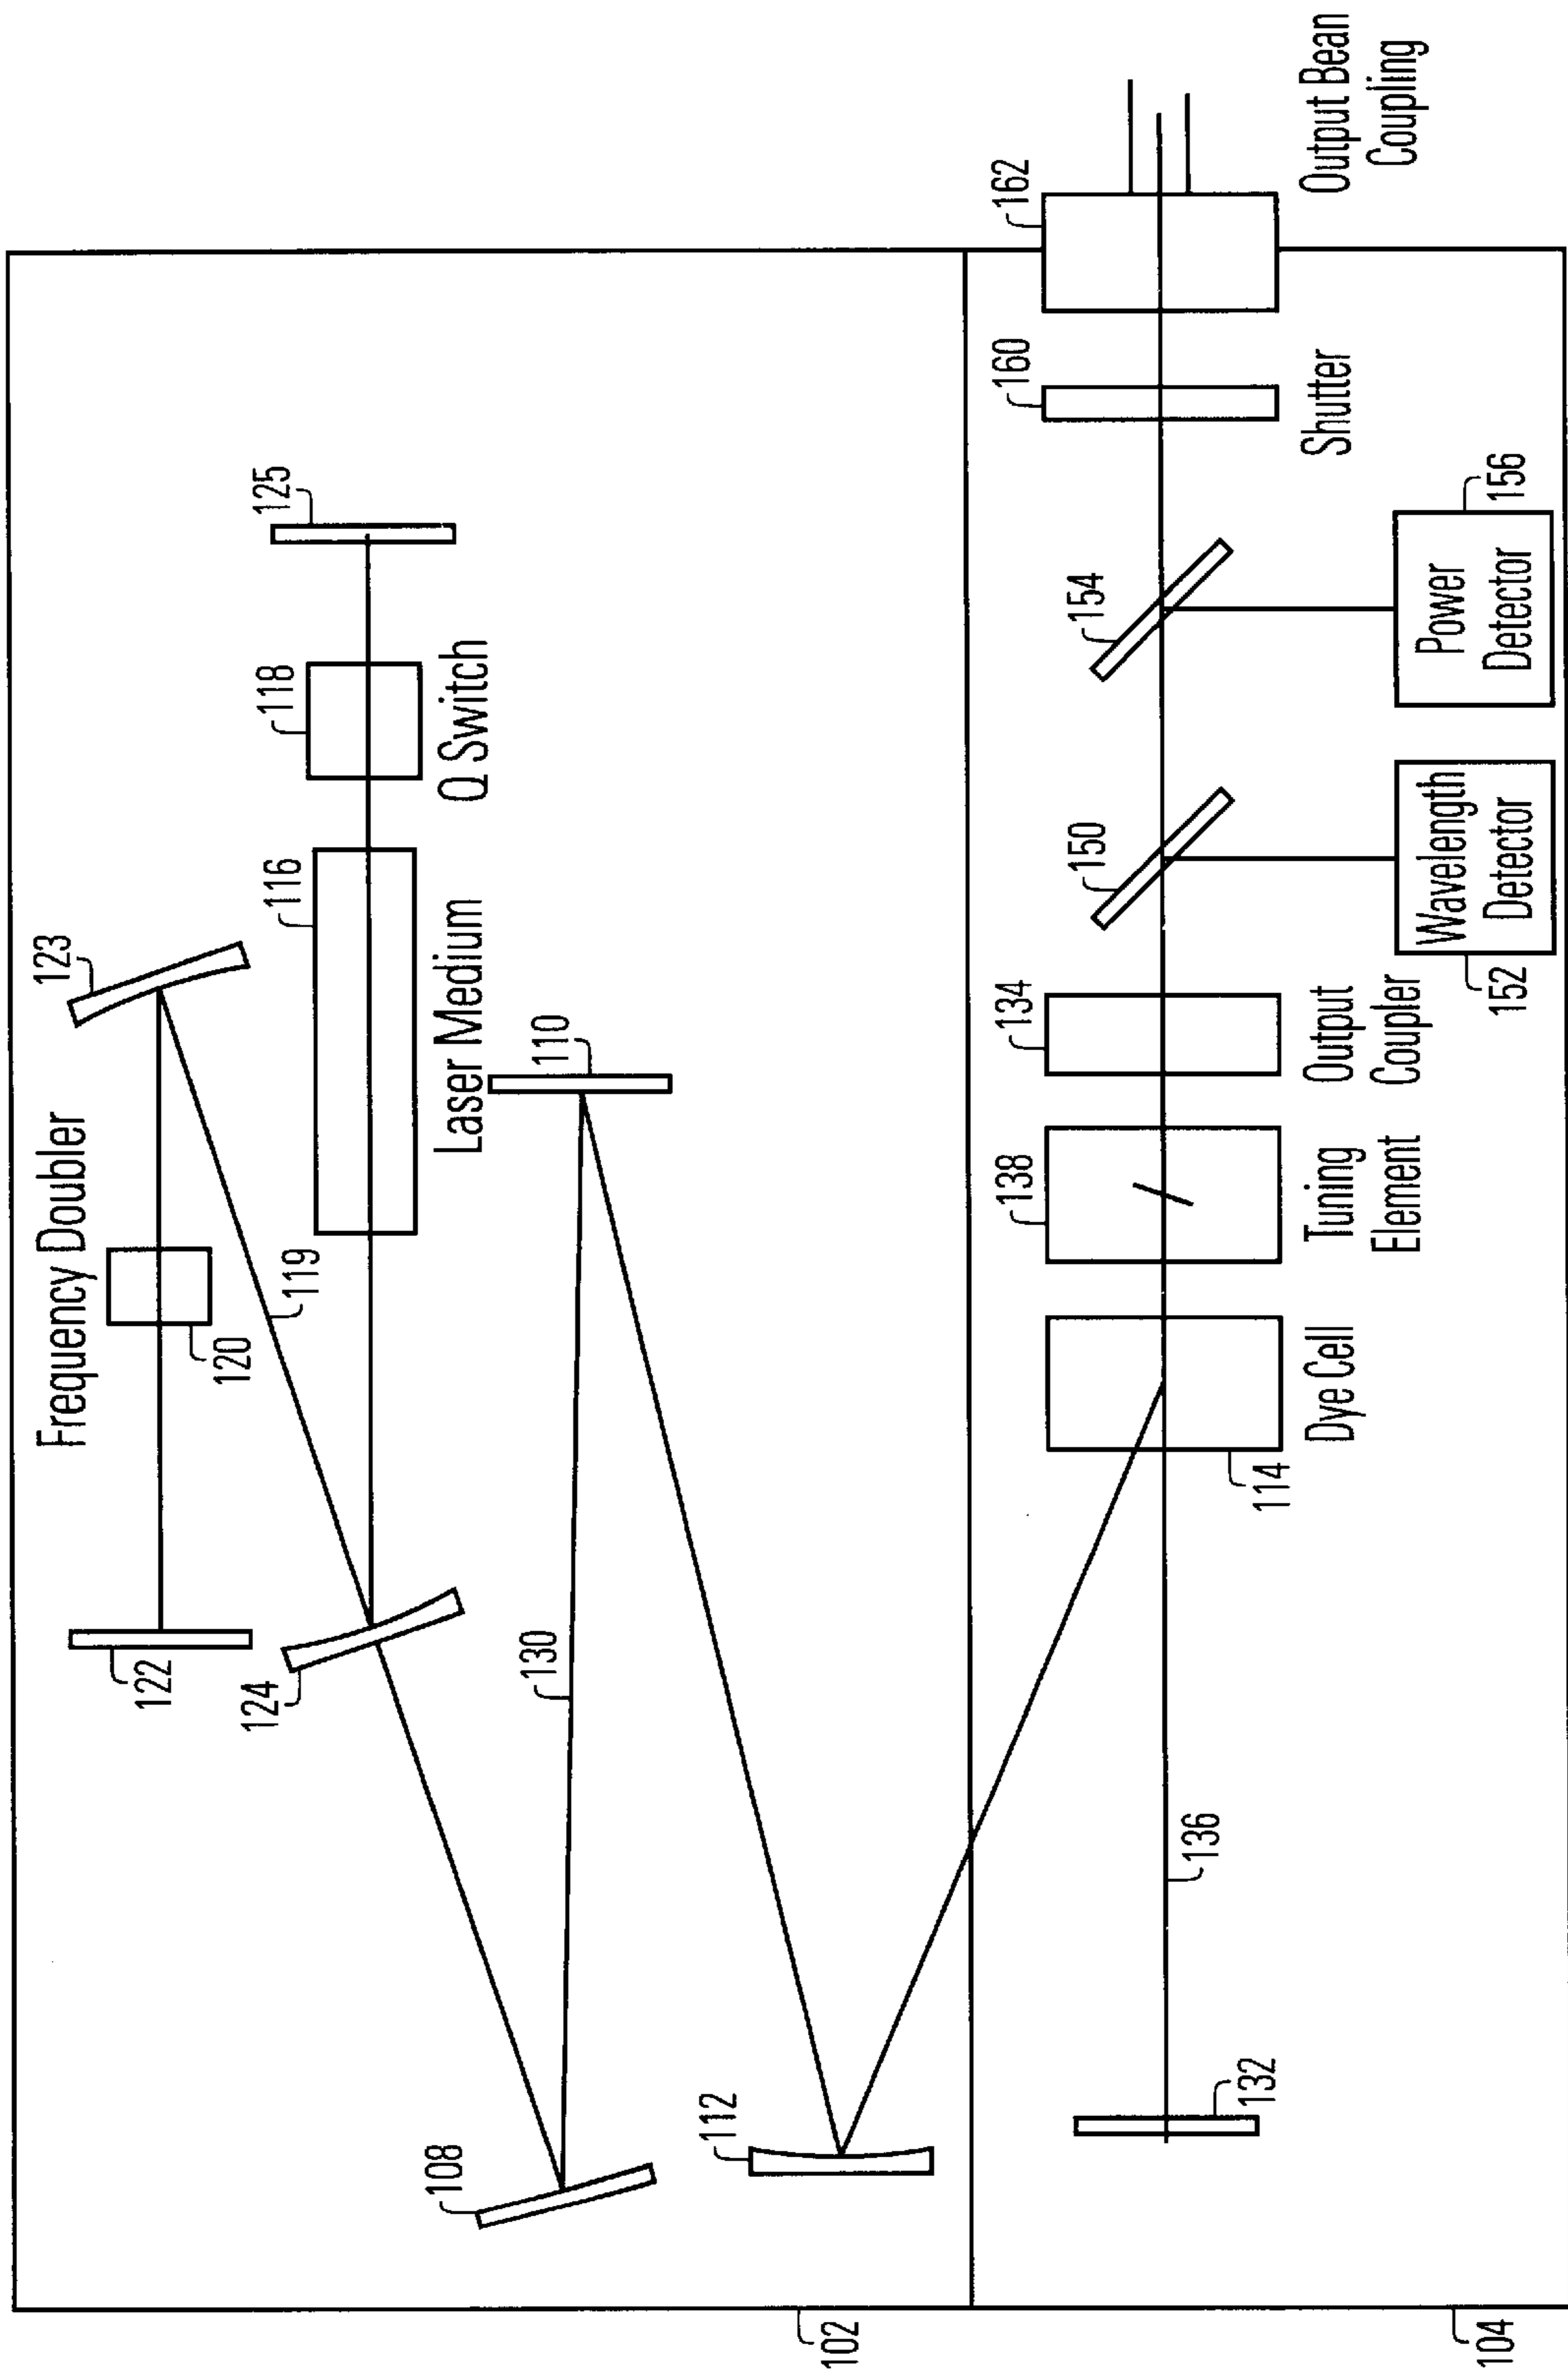 Frequency Doubler
123
125
116
118
120
119
122
124
Laser Medium
Q Switch
110
130
108
112
102
162
160
Output Bean
Coupling
Shutter
134
138
150
154
114
Dye Cell
Tuning
Element
Output
Coupler
Wavelength
Detector
152
Power
Detector
156
136
132
104